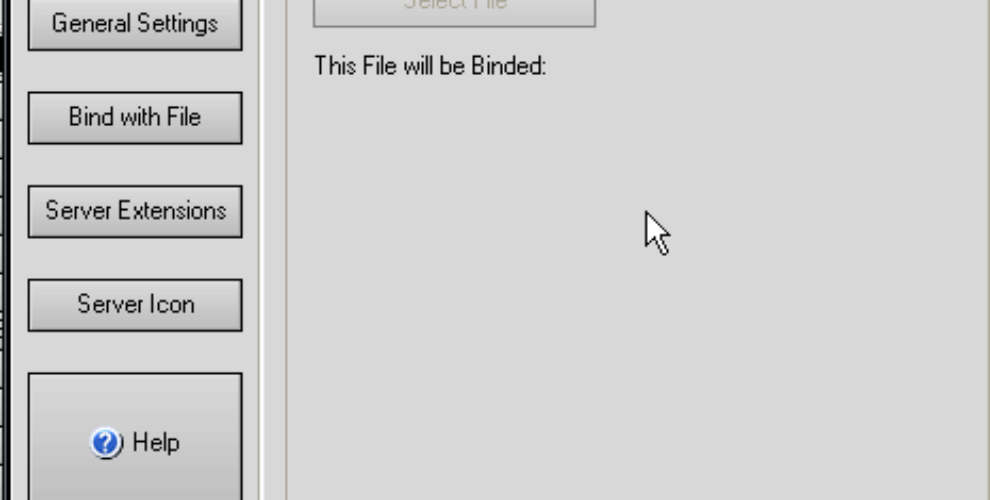 Select File
General Settings
This File will be Binded:
Bind with File
Server Extensions
Server Icon
Help